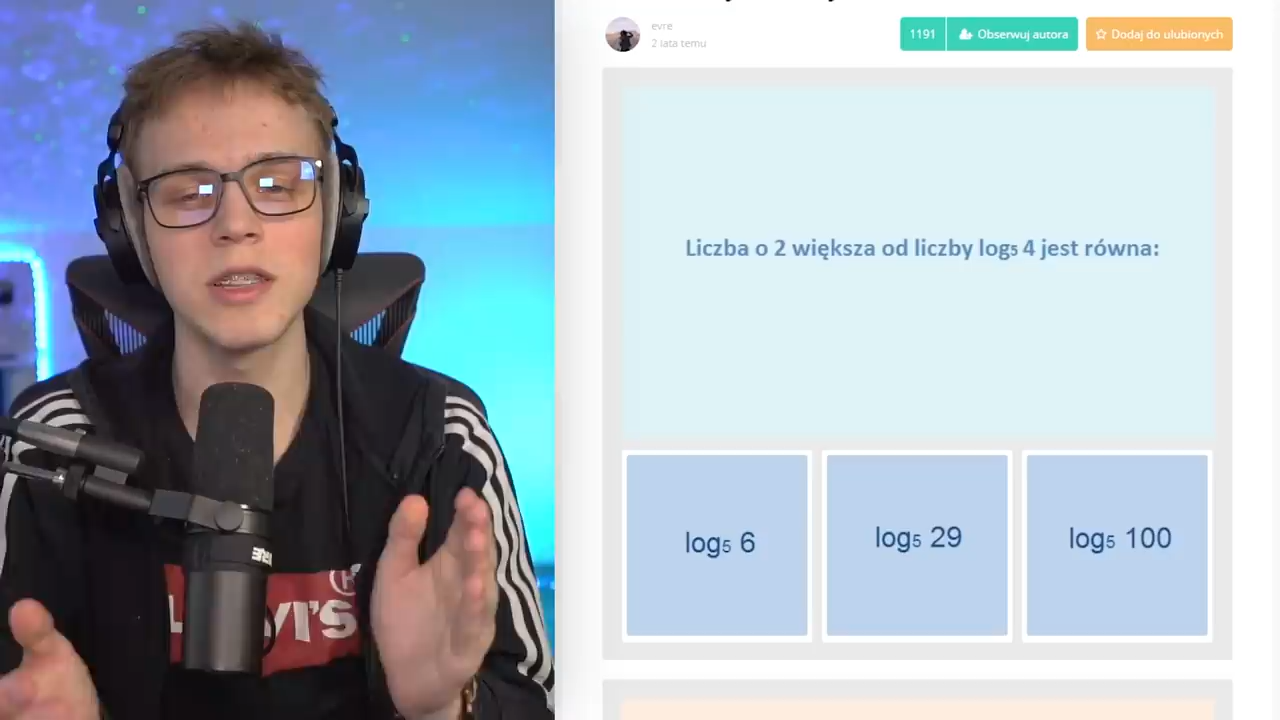 evre
2 lata temu
1191
Obserwuj autora
Dodaj do ulubionych
Liczba o 2 większa od liczby log₅ 4 jest równa:
log₅ 6
log₅ 29
log₅ 100